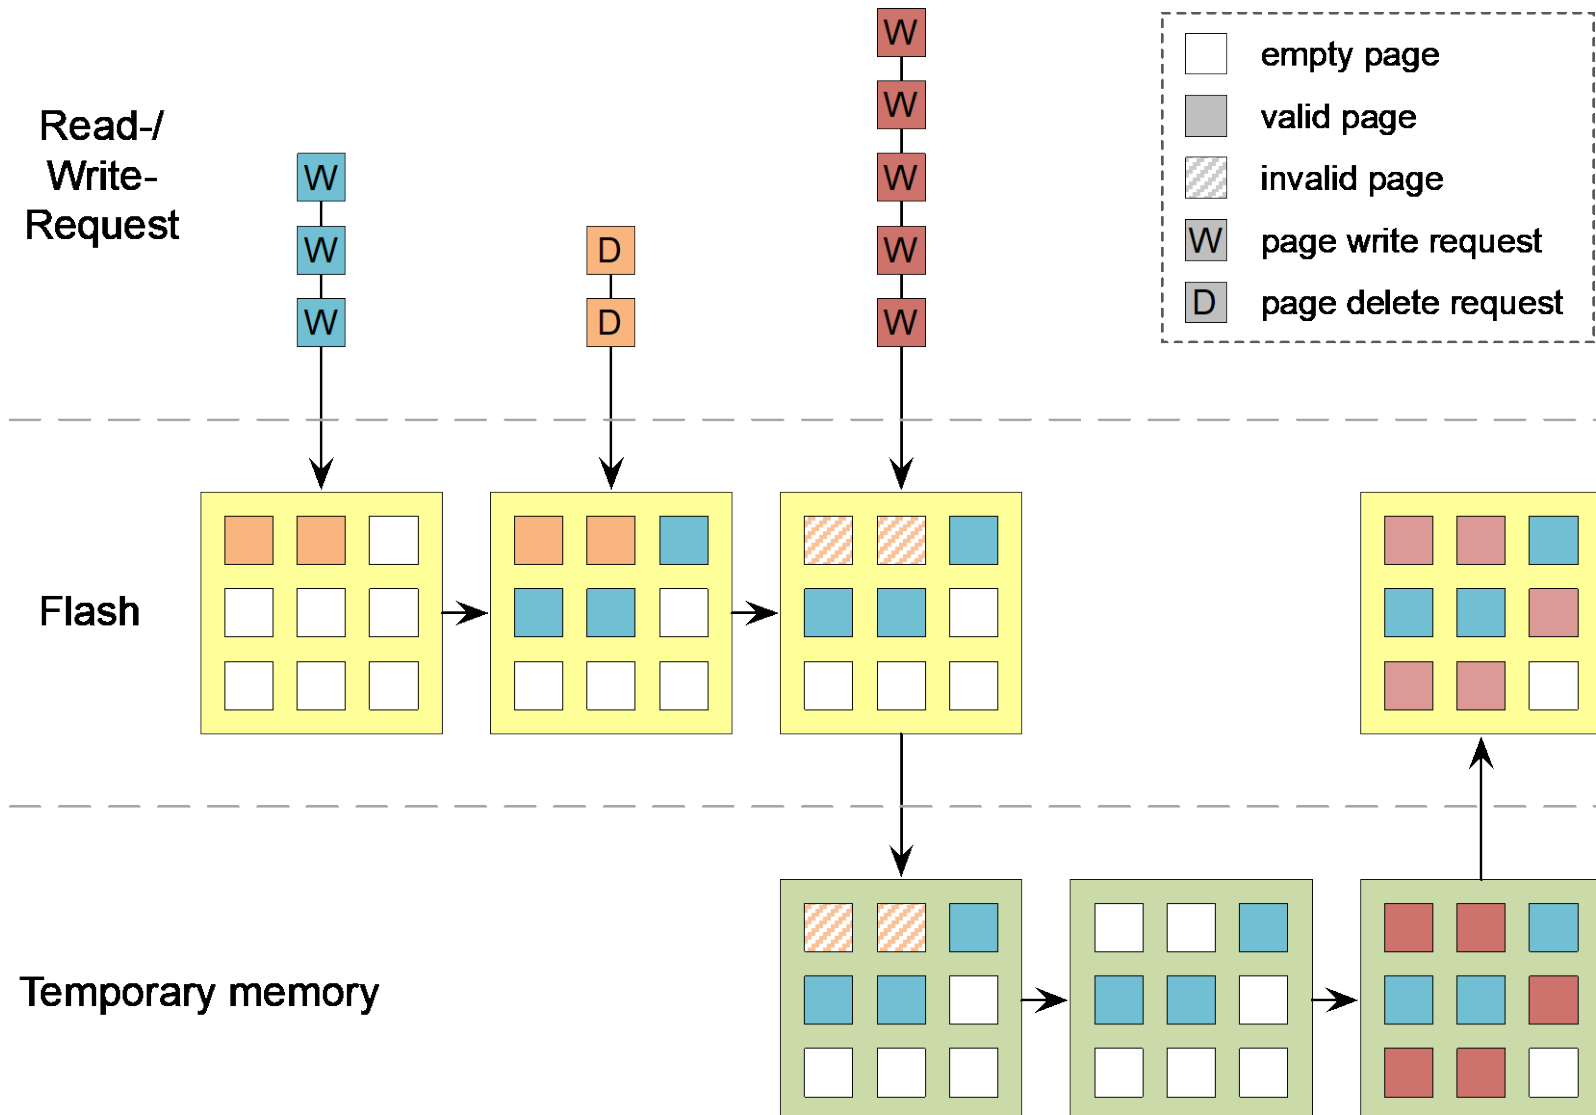 Read-/
Write-
Request
W
W
W
D
D
W
W
W
W
W
empty page
valid page
invalid page
W page write request
D page delete request
Flash
Temporary memory